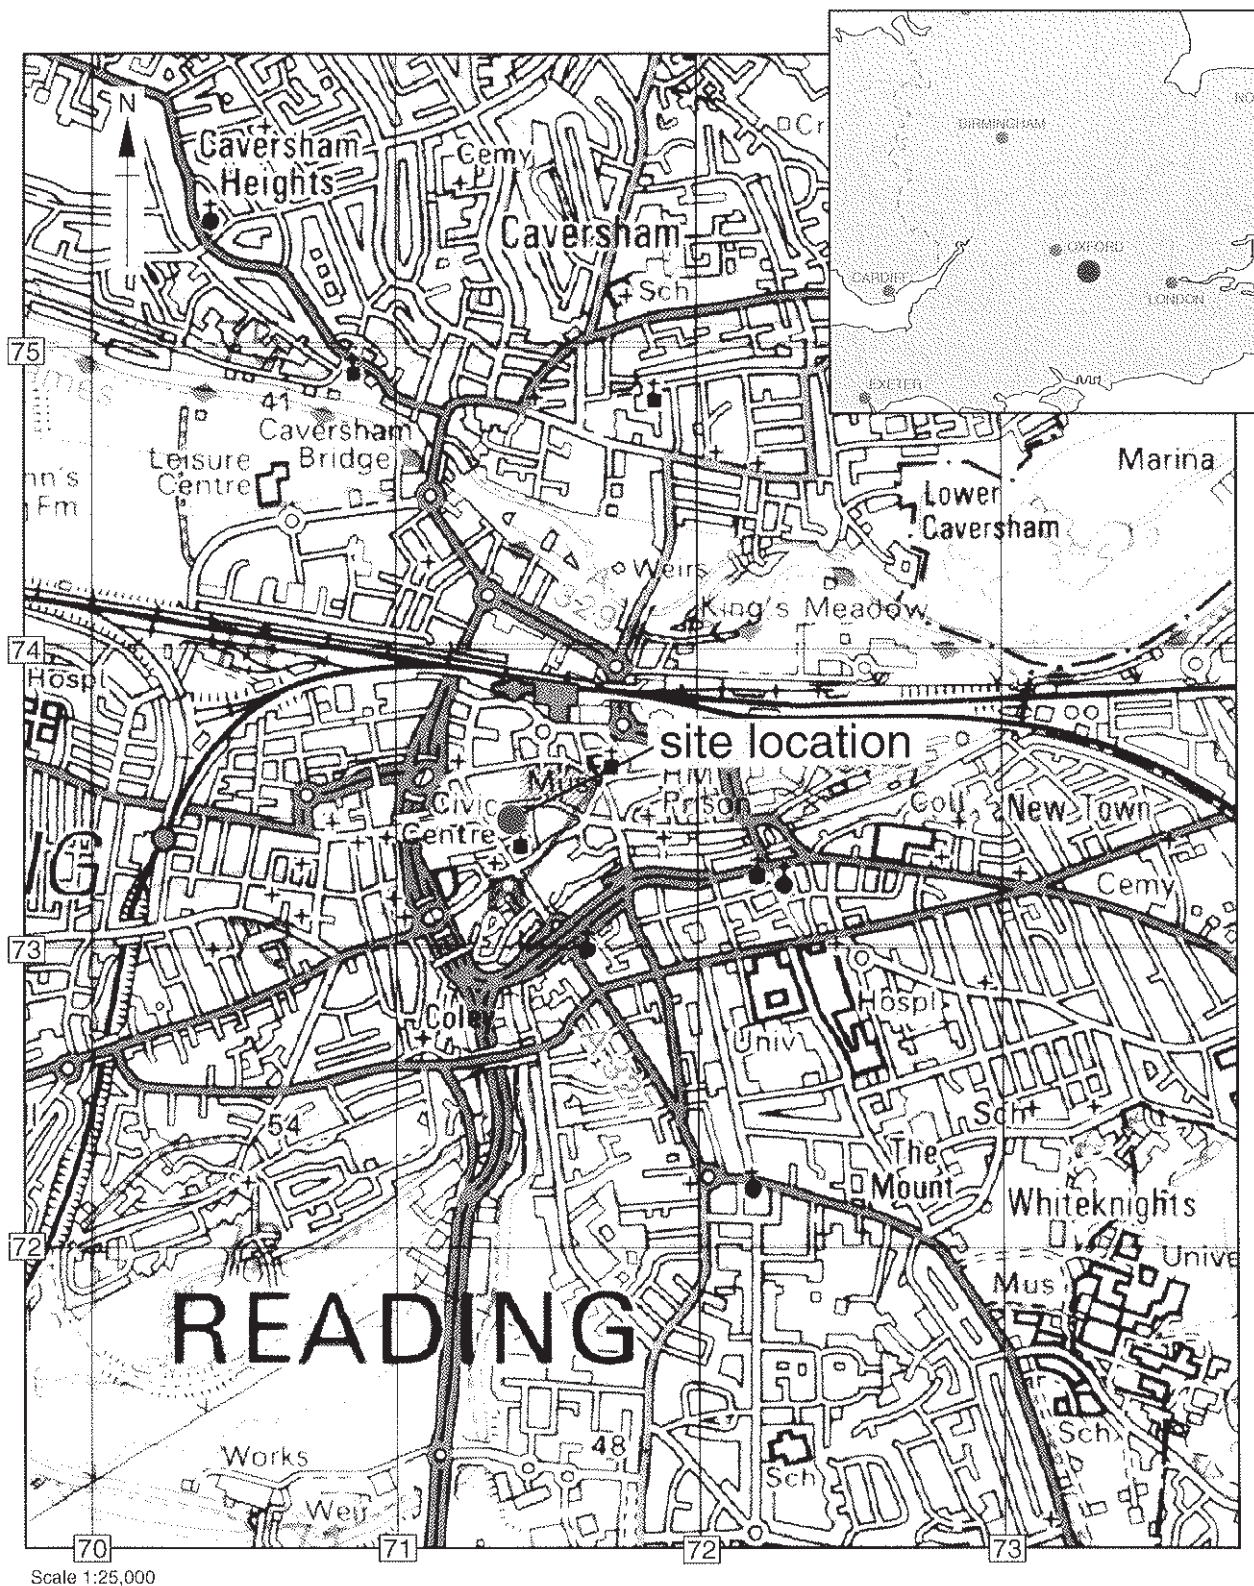 N
Caversham
Heights
Cemy
Caversham
Sch
BIRMINGHAM
OXFORD
CARDIFF
LONDON
EXETER
75
41
Caversham
Bridge
Leisure
Centre
Fm
Marina
Lower
Caversham
Weirs
King's Meadow
74
Hospl
site location
Mus
Prison
Civic
Centre
Coll
New Town
Cemy
73
Coley
Hospl
Univ
Sch
54
The
Mount
Whiteknights
72
Mus
READING
Sch
48
Works
Sch
Weir
70
71
72
73
Scale 1:25,000